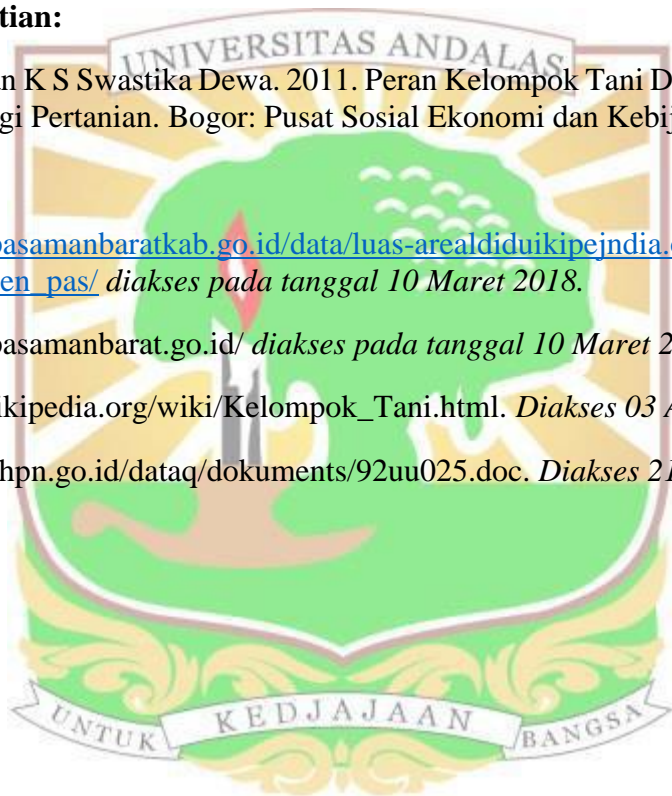 tian:
UNIVERSITAS ANDALAS
an K S Swastika Dewa. 2011. Peran Kelompok Tani D
gi Pertanian. Bogor: Pusat Sosial Ekonomi dan Kebij
pasamanbaratkab.go.id/data/luas-arealdiduikipejndia.o
en_pas/ diakses pada tanggal 10 Maret 2018.
pasamanbarat.go.id/ diakses pada tanggal 10 Maret 2
ikipedia.org/wiki/Kelompok_Tani.html. Diakses 03 A
hpn.go.id/dataq/dokuments/92uu025.doc. Diakses 21
UNTUK KEDJAJAAN BANGSA